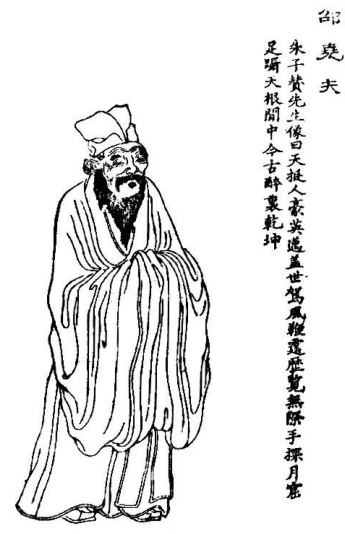 邵堯夫
朱子贊先生像曰天挺人豪英邁蓋世駕風鞭霆歷覽無際手探月窟
足躡天根閒中今古醉裏乾坤